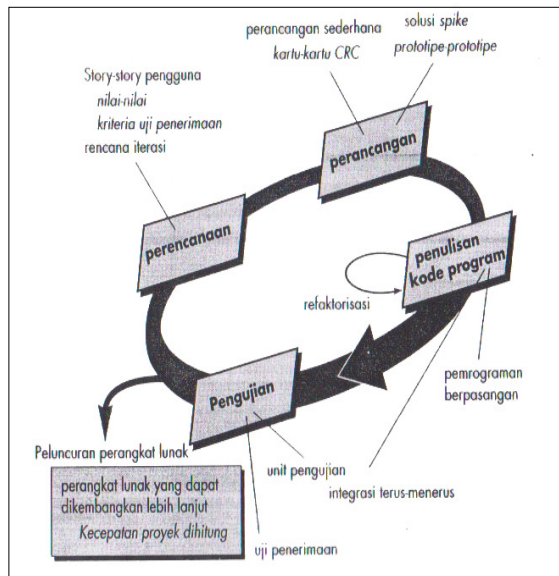 perancangan sederhana
kartu-kartu CRC
solusi spike
prototipe-prototipe
Story-story pengguna
nilai-nilai
kriteria uji penerimaan
rencana iterasi
perancangan
perencanaan
penulisan
kode program
refaktorisasi
pemrograman
berpasangan
Pengujian
Peluncuran perangkat lunak
perangkat lunak yang dapat
dikembangkan lebih lanjut
Kecepatan proyek dihitung
unit pengujian
integrasi terus-menerus
uji penerimaan